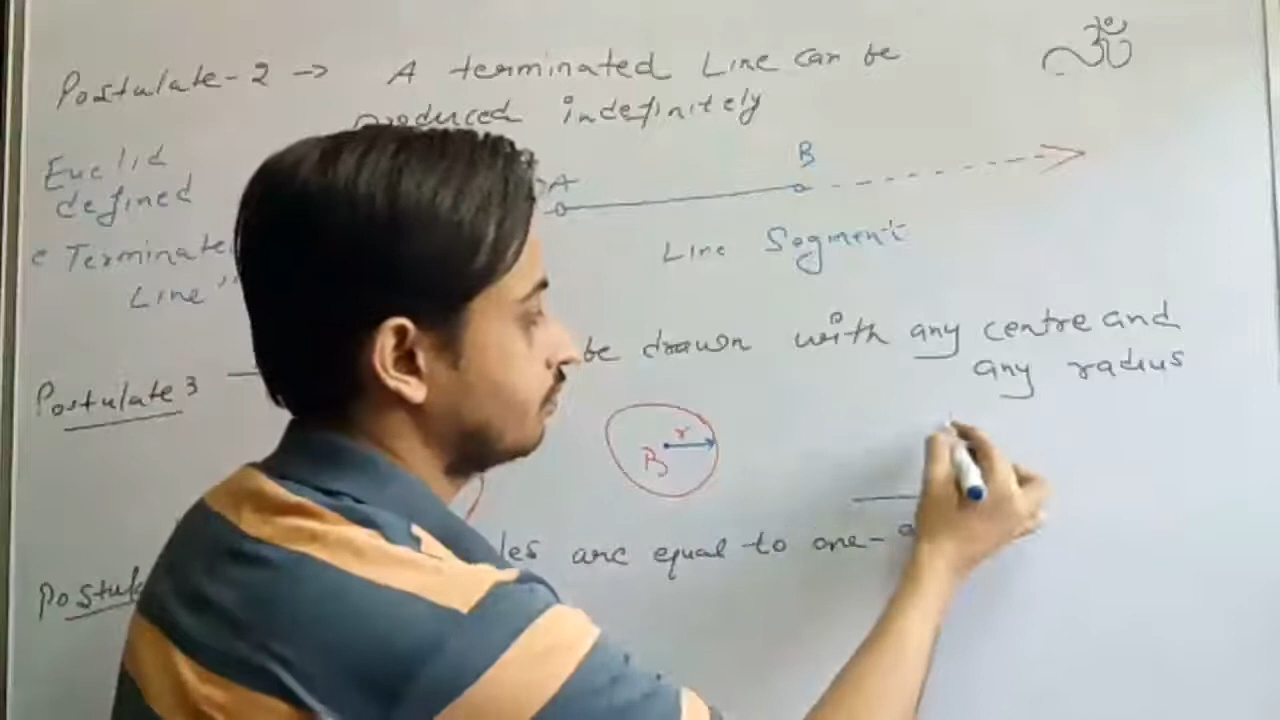 ॐ
Postulate-2 → A terminated Line can be
produced indefinitely
Euclid
defined
Terminate
Line"
A
B
Line Segment
Postulate 3
be drawn with any centre and
any radius
B
r
les are equal to one-a
Postul